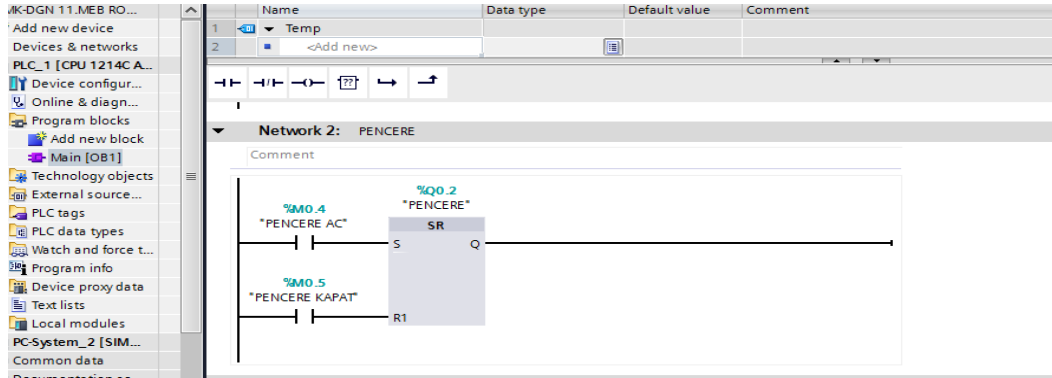 MK-DGN 11.MEB RO...
Add new device
Devices & networks
PLC_1 [CPU 1214C A...
Device configur...
Online & diagn...
Program blocks
Add new block
Main [OB1]
Technology objects
External source...
PLC tags
PLC data types
Watch and force t...
Program info
Device proxy data
Text lists
Local modules
PC-System_2 [SIM...
Common data
Name Data type Default value Comment
1 Temp
2 <Add new>
??
Network 2: PENCERE
Comment
%Q0.2
"PENCERE"
%M0.4
"PENCERE AC"
SR
S Q
%M0.5
"PENCERE KAPAT"
R1